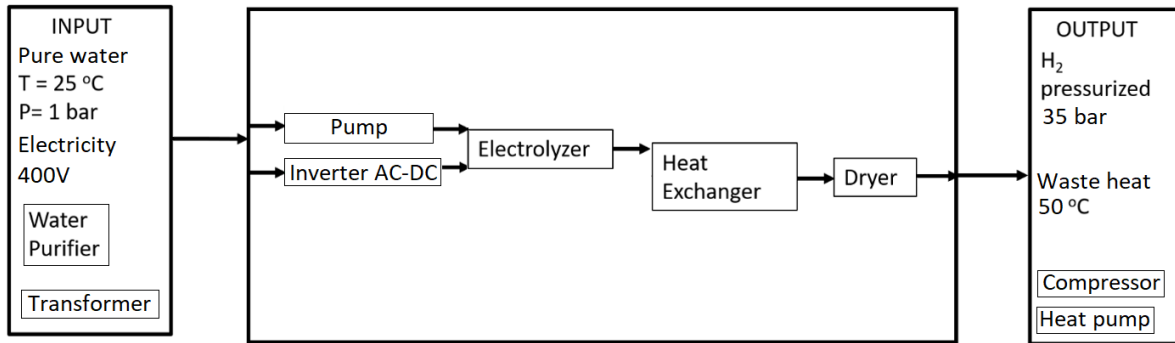 INPUT
Pure water
T = 25 °C
P= 1 bar
Electricity
400V
Water
Purifier
Transformer
Pump
Inverter AC-DC
Electrolyzer
Heat
Exchanger
Dryer
OUTPUT
H₂
pressurized
35 bar
Waste heat
50 °C
Compressor
Heat pump